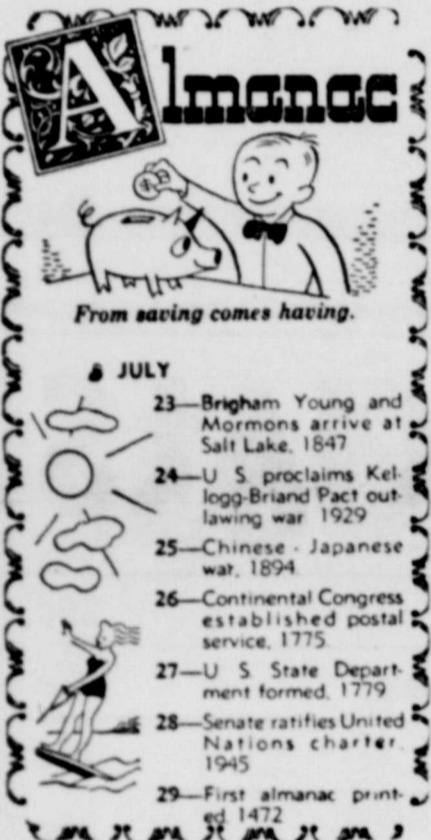 Almanac
From saving comes having.
JULY
23—Brigham Young and
Mormons arrive at
Salt Lake, 1847
24—U. S. proclaims Kel-
logg-Briand Pact out-
lawing war 1929
25—Chinese - Japanese
war, 1894
26—Continental Congress
established postal
service, 1775
27—U. S. State Depart-
ment formed, 1779
28—Senate ratifies United
Nations charter,
1945
29—First almanac print-
ed 1472